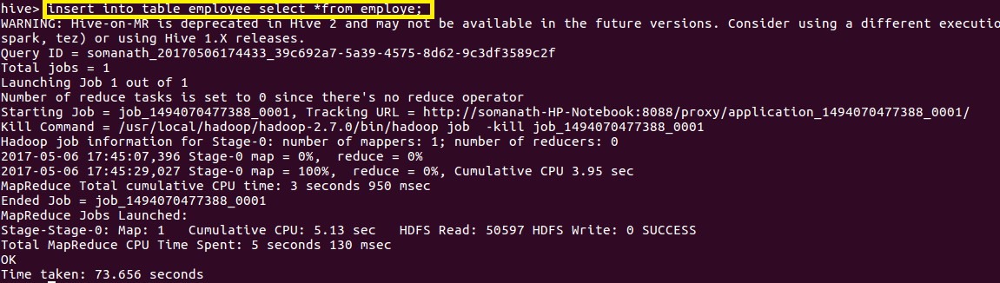 hive> insert into table employee select *from employe;
WARNING: Hive-on-MR is deprecated in Hive 2 and may not be available in the future versions. Consider using a different executio
spark, tez) or using Hive 1.X releases.
Query ID = somanath_20170506174433_39c692a7-5a39-4575-8d62-9c3df3589c2f
Total jobs = 1
Launching Job 1 out of 1
Number of reduce tasks is set to 0 since there's no reduce operator
Starting Job = job_1494070477388_0001, Tracking URL = http://somanath-HP-Notebook:8088/proxy/application_1494070477388_0001/
Kill Command = /usr/local/hadoop/hadoop-2.7.0/bin/hadoop job  -kill job_1494070477388_0001
Hadoop job information for Stage-0: number of mappers: 1; number of reducers: 0
2017-05-06 17:45:07,396 Stage-0 map = 0%,  reduce = 0%
2017-05-06 17:45:29,027 Stage-0 map = 100%,  reduce = 0%, Cumulative CPU 3.95 sec
MapReduce Total cumulative CPU time: 3 seconds 950 msec
Ended Job = job_1494070477388_0001
MapReduce Jobs Launched:
Stage-Stage-0: Map: 1   Cumulative CPU: 5.13 sec   HDFS Read: 50597 HDFS Write: 0 SUCCESS
Total MapReduce CPU Time Spent: 5 seconds 130 msec
OK
Time taken: 73.656 seconds